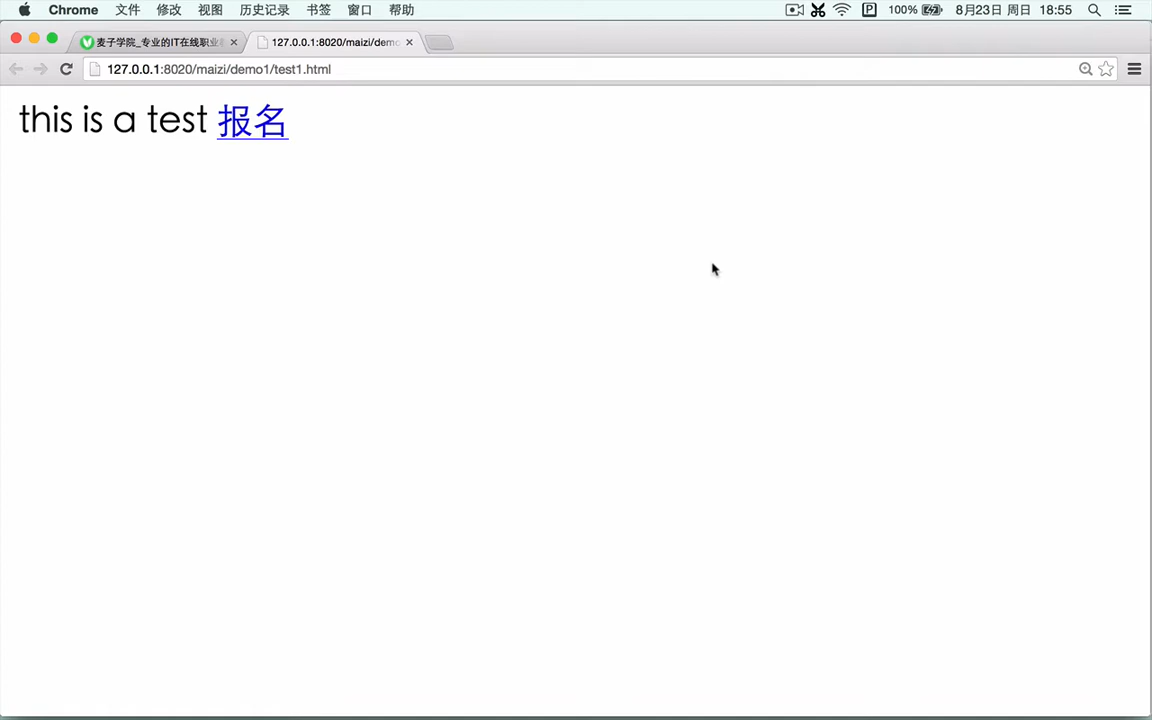 Chrome 文件 修改 视图 历史记录 书签 窗口 帮助 P 100% 8月23日 周日 18:55
麦子学院_专业的IT在线职业 127.0.0.1:8020/maizi/demo
127.0.0.1:8020/maizi/demo1/test1.html
this is a test 报名